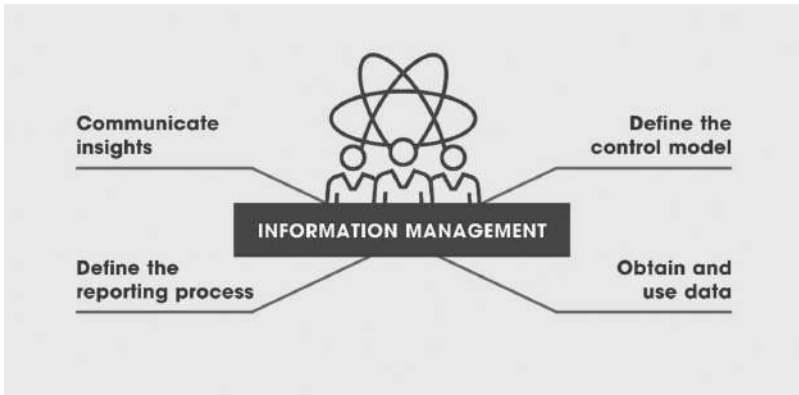 Communicate
insights
Define the
control model
INFORMATION MANAGEMENT
Define the
reporting process
Obtain and
use data